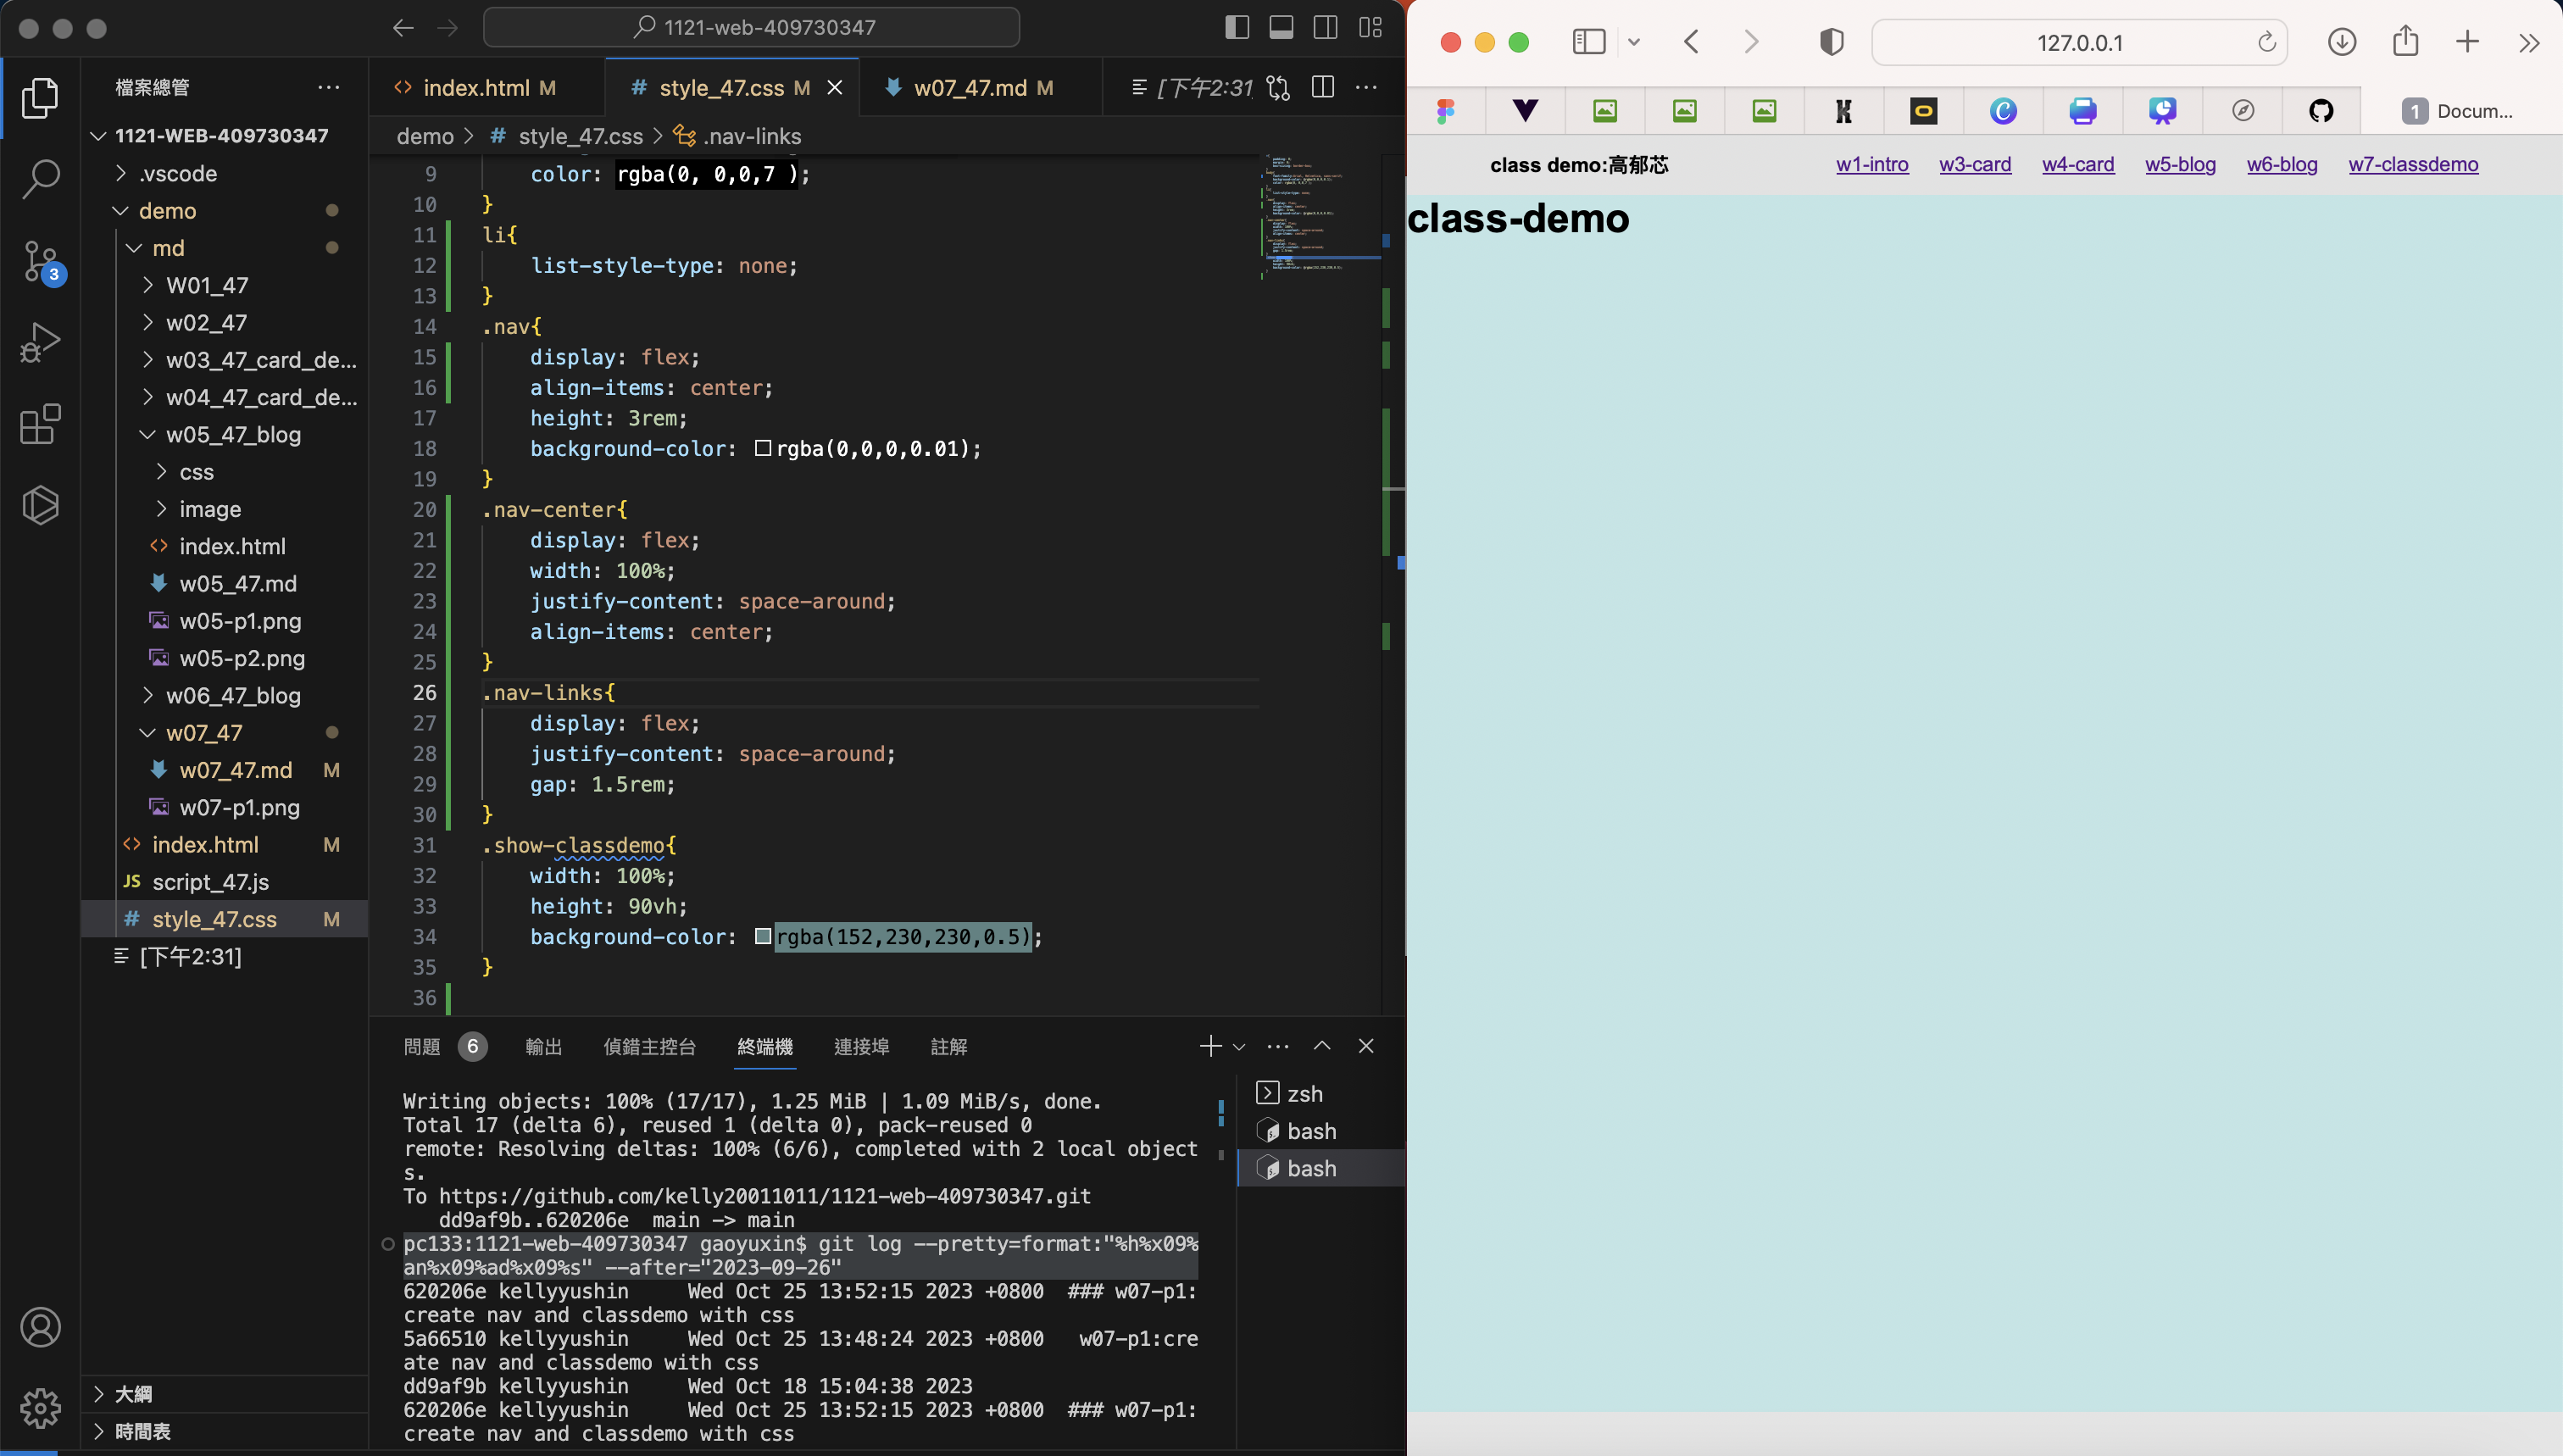 1121-web-409730347
檔案總管
1121-WEB-409730347
.vscode
demo
md
W01_47
w02_47
w03_47_card_de...
w04_47_card_de...
w05_47_blog
css
image
index.html
w05_47.md
w05-p1.png
w05-p2.png
w06_47_blog
w07_47
w07_47.md M
w07-p1.png
index.html M
JS script_47.js
# style_47.css M
[下午2:31]
大綱
時間表
3
index.html M
# style_47.css M
w07_47.md M
[下午2:31]
demo > # style_47.css > .nav-links
9 color: rgba(0, 0,0,7 );
10 }
11 li{
12 list-style-type: none;
13 }
14 .nav{
15 display: flex;
16 align-items: center;
17 height: 3rem;
18 background-color: rgba(0,0,0,0.01);
19 }
20 .nav-center{
21 display: flex;
22 width: 100%;
23 justify-content: space-around;
24 align-items: center;
25 }
26 .nav-links{
27 display: flex;
28 justify-content: space-around;
29 gap: 1.5rem;
30 }
31 .show-classdemo{
32 width: 100%;
33 height: 90vh;
34 background-color: rgba(152,230,230,0.5);
35 }
36
問題 6 輸出 偵錯主控台 終端機 連接埠 註解
Writing objects: 100% (17/17), 1.25 MiB | 1.09 MiB/s, done.
Total 17 (delta 6), reused 1 (delta 0), pack-reused 0
remote: Resolving deltas: 100% (6/6), completed with 2 local object
s.
To https://github.com/kelly20011011/1121-web-409730347.git
dd9af9b..620206e main -> main
pc133:1121-web-409730347 gaoyuxin$ git log --pretty=format:"%h%x09%
an%x09%ad%x09%s" --after="2023-09-26"
620206e kellyyushin Wed Oct 25 13:52:15 2023 +0800 ### w07-p1:
create nav and classdemo with css
5a66510 kellyyushin Wed Oct 25 13:48:24 2023 +0800 w07-p1:cre
ate nav and classdemo with css
dd9af9b kellyyushin Wed Oct 18 15:04:38 2023
620206e kellyyushin Wed Oct 25 13:52:15 2023 +0800 ### w07-p1:
create nav and classdemo with css
zsh
bash
bash
127.0.0.1
1 Docum...
class demo:高郁芯 w1-intro w3-card w4-card w5-blog w6-blog w7-classdemo
class-demo